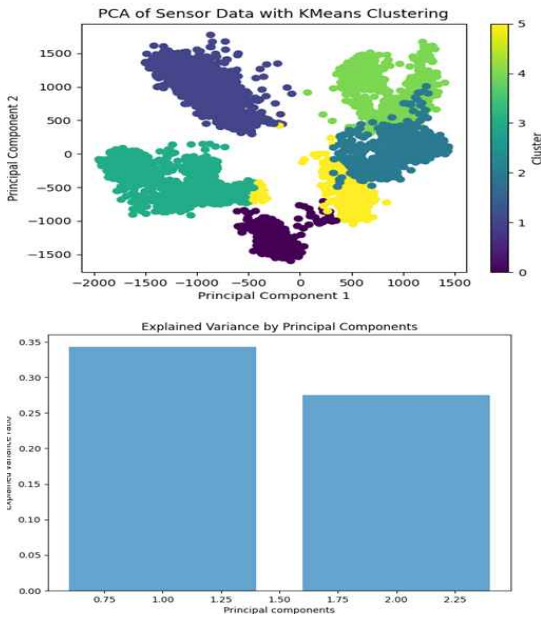 PCA of Sensor Data with KMeans Clustering
Principal Component 2
1500
1000
500
0
−500
−1000
−1500
−2000 −1500 −1000 −500 0 500 1000 1500
Principal Component 1
5
4
3
2
1
0
Cluster
Explained Variance by Principal Components
Explained variance ratio
0.35
0.30
0.25
0.20
0.15
0.10
0.05
0.00
0.75 1.00 1.25 1.50 1.75 2.00 2.25
Principal components